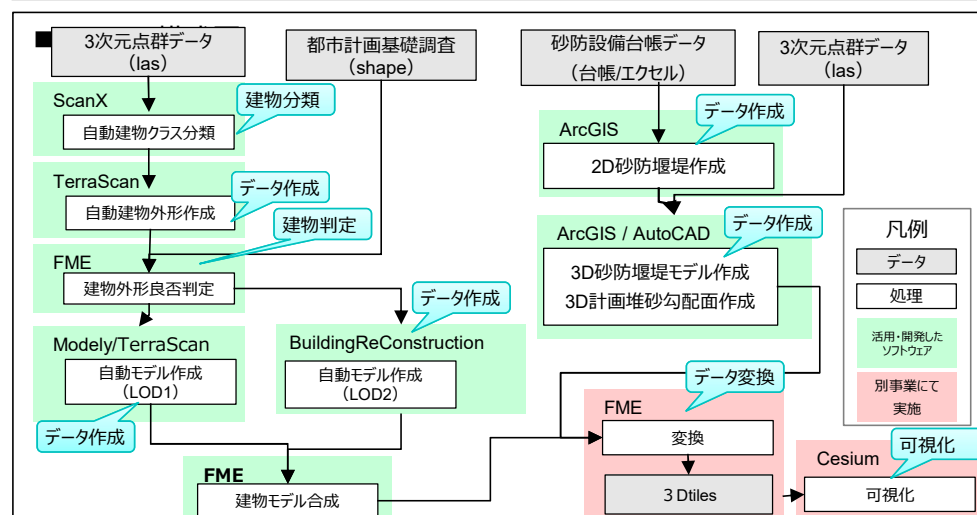 ■
3次元点群データ
（las）
都市計画基礎調査
（shape）
砂防設備台帳データ
（台帳/エクセル）
3次元点群データ
（las）
ScanX
建物分類
自動建物クラス分類
ArcGIS
データ作成
2D砂防堰堤作成
TerraScan
データ作成
自動建物外形作成
建物判定
FME
建物外形良否判定
ArcGIS / AutoCAD
データ作成
3D砂防堰堤モデル作成
3D計画堆砂勾配面作成
凡例
データ
処理
活用・開発した
ソフトウェア
別事業にて
実施
Modely/TerraScan
自動モデル作成
（LOD1）
データ作成
データ作成
BuildingReConstruction
自動モデル作成
（LOD2）
FME
建物モデル合成
データ変換
FME
変換
３Dtiles
Cesium
可視化
可視化